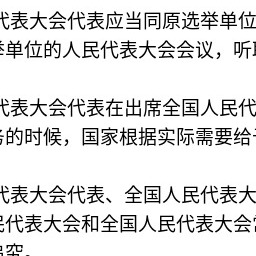 代表大会代表应当同原选举单位
举单位的人民代表大会会议，听
代表大会代表在出席全国人民代
务的时候，国家根据实际需要给
代表大会代表、全国人民代表大
民代表大会和全国人民代表大会
追究。